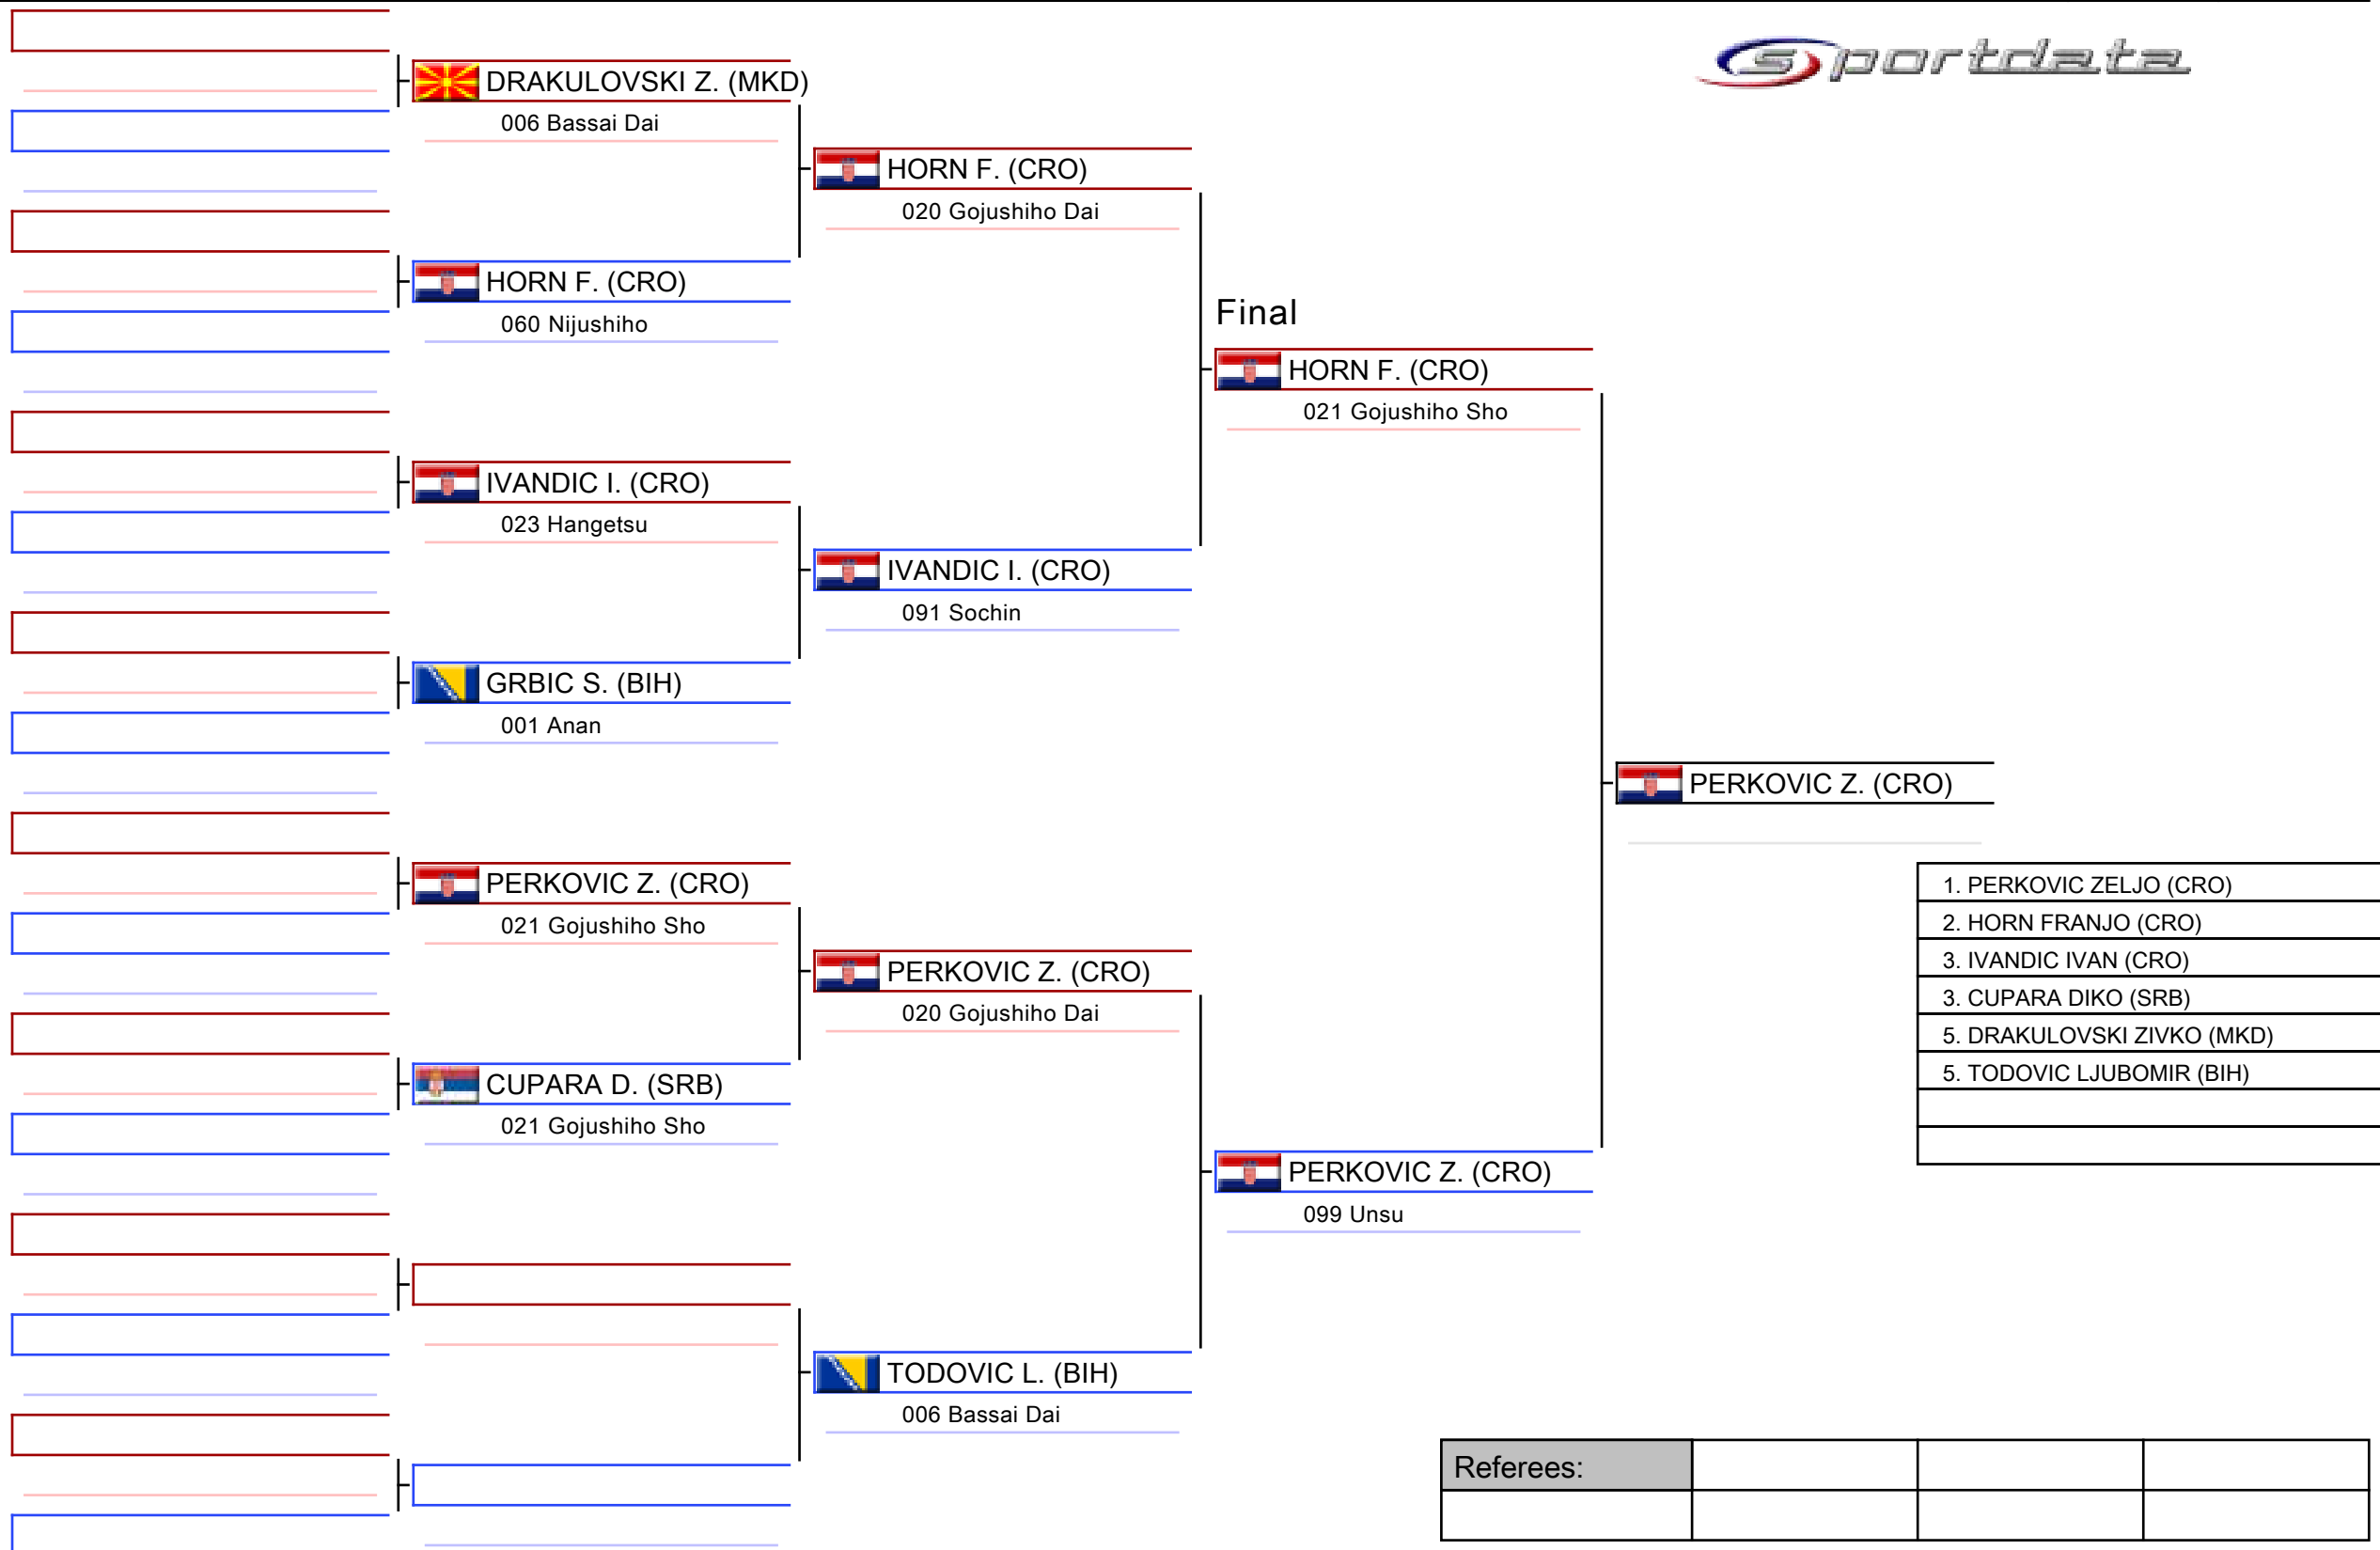 sportdata
DRAKULOVSKI Z. (MKD)
006 Bassai Dai
HORN F. (CRO)
020 Gojushiho Dai
HORN F. (CRO)
060 Nijushiho
Final
HORN F. (CRO)
021 Gojushiho Sho
IVANDIC I. (CRO)
023 Hangetsu
IVANDIC I. (CRO)
091 Sochin
GRBIC S. (BIH)
001 Anan
PERKOVIC Z. (CRO)
PERKOVIC Z. (CRO)
021 Gojushiho Sho
PERKOVIC Z. (CRO)
020 Gojushiho Dai
CUPARA D. (SRB)
021 Gojushiho Sho
1. PERKOVIC ZELJO (CRO)
2. HORN FRANJO (CRO)
3. IVANDIC IVAN (CRO)
3. CUPARA DIKO (SRB)
5. DRAKULOVSKI ZIVKO (MKD)
5. TODOVIC LJUBOMIR (BIH)
PERKOVIC Z. (CRO)
099 Unsu
TODOVIC L. (BIH)
006 Bassai Dai
Referees: